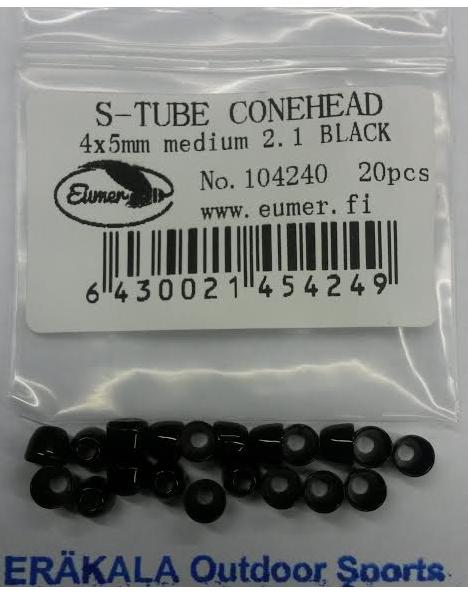 S-TUBE CONEHEAD
4x5mm medium 2.1 BLACK
Eumer
No. 104240 20pcs
www.eumer.fi
6 430021 454249
ERÄKALA Outdoor Sports